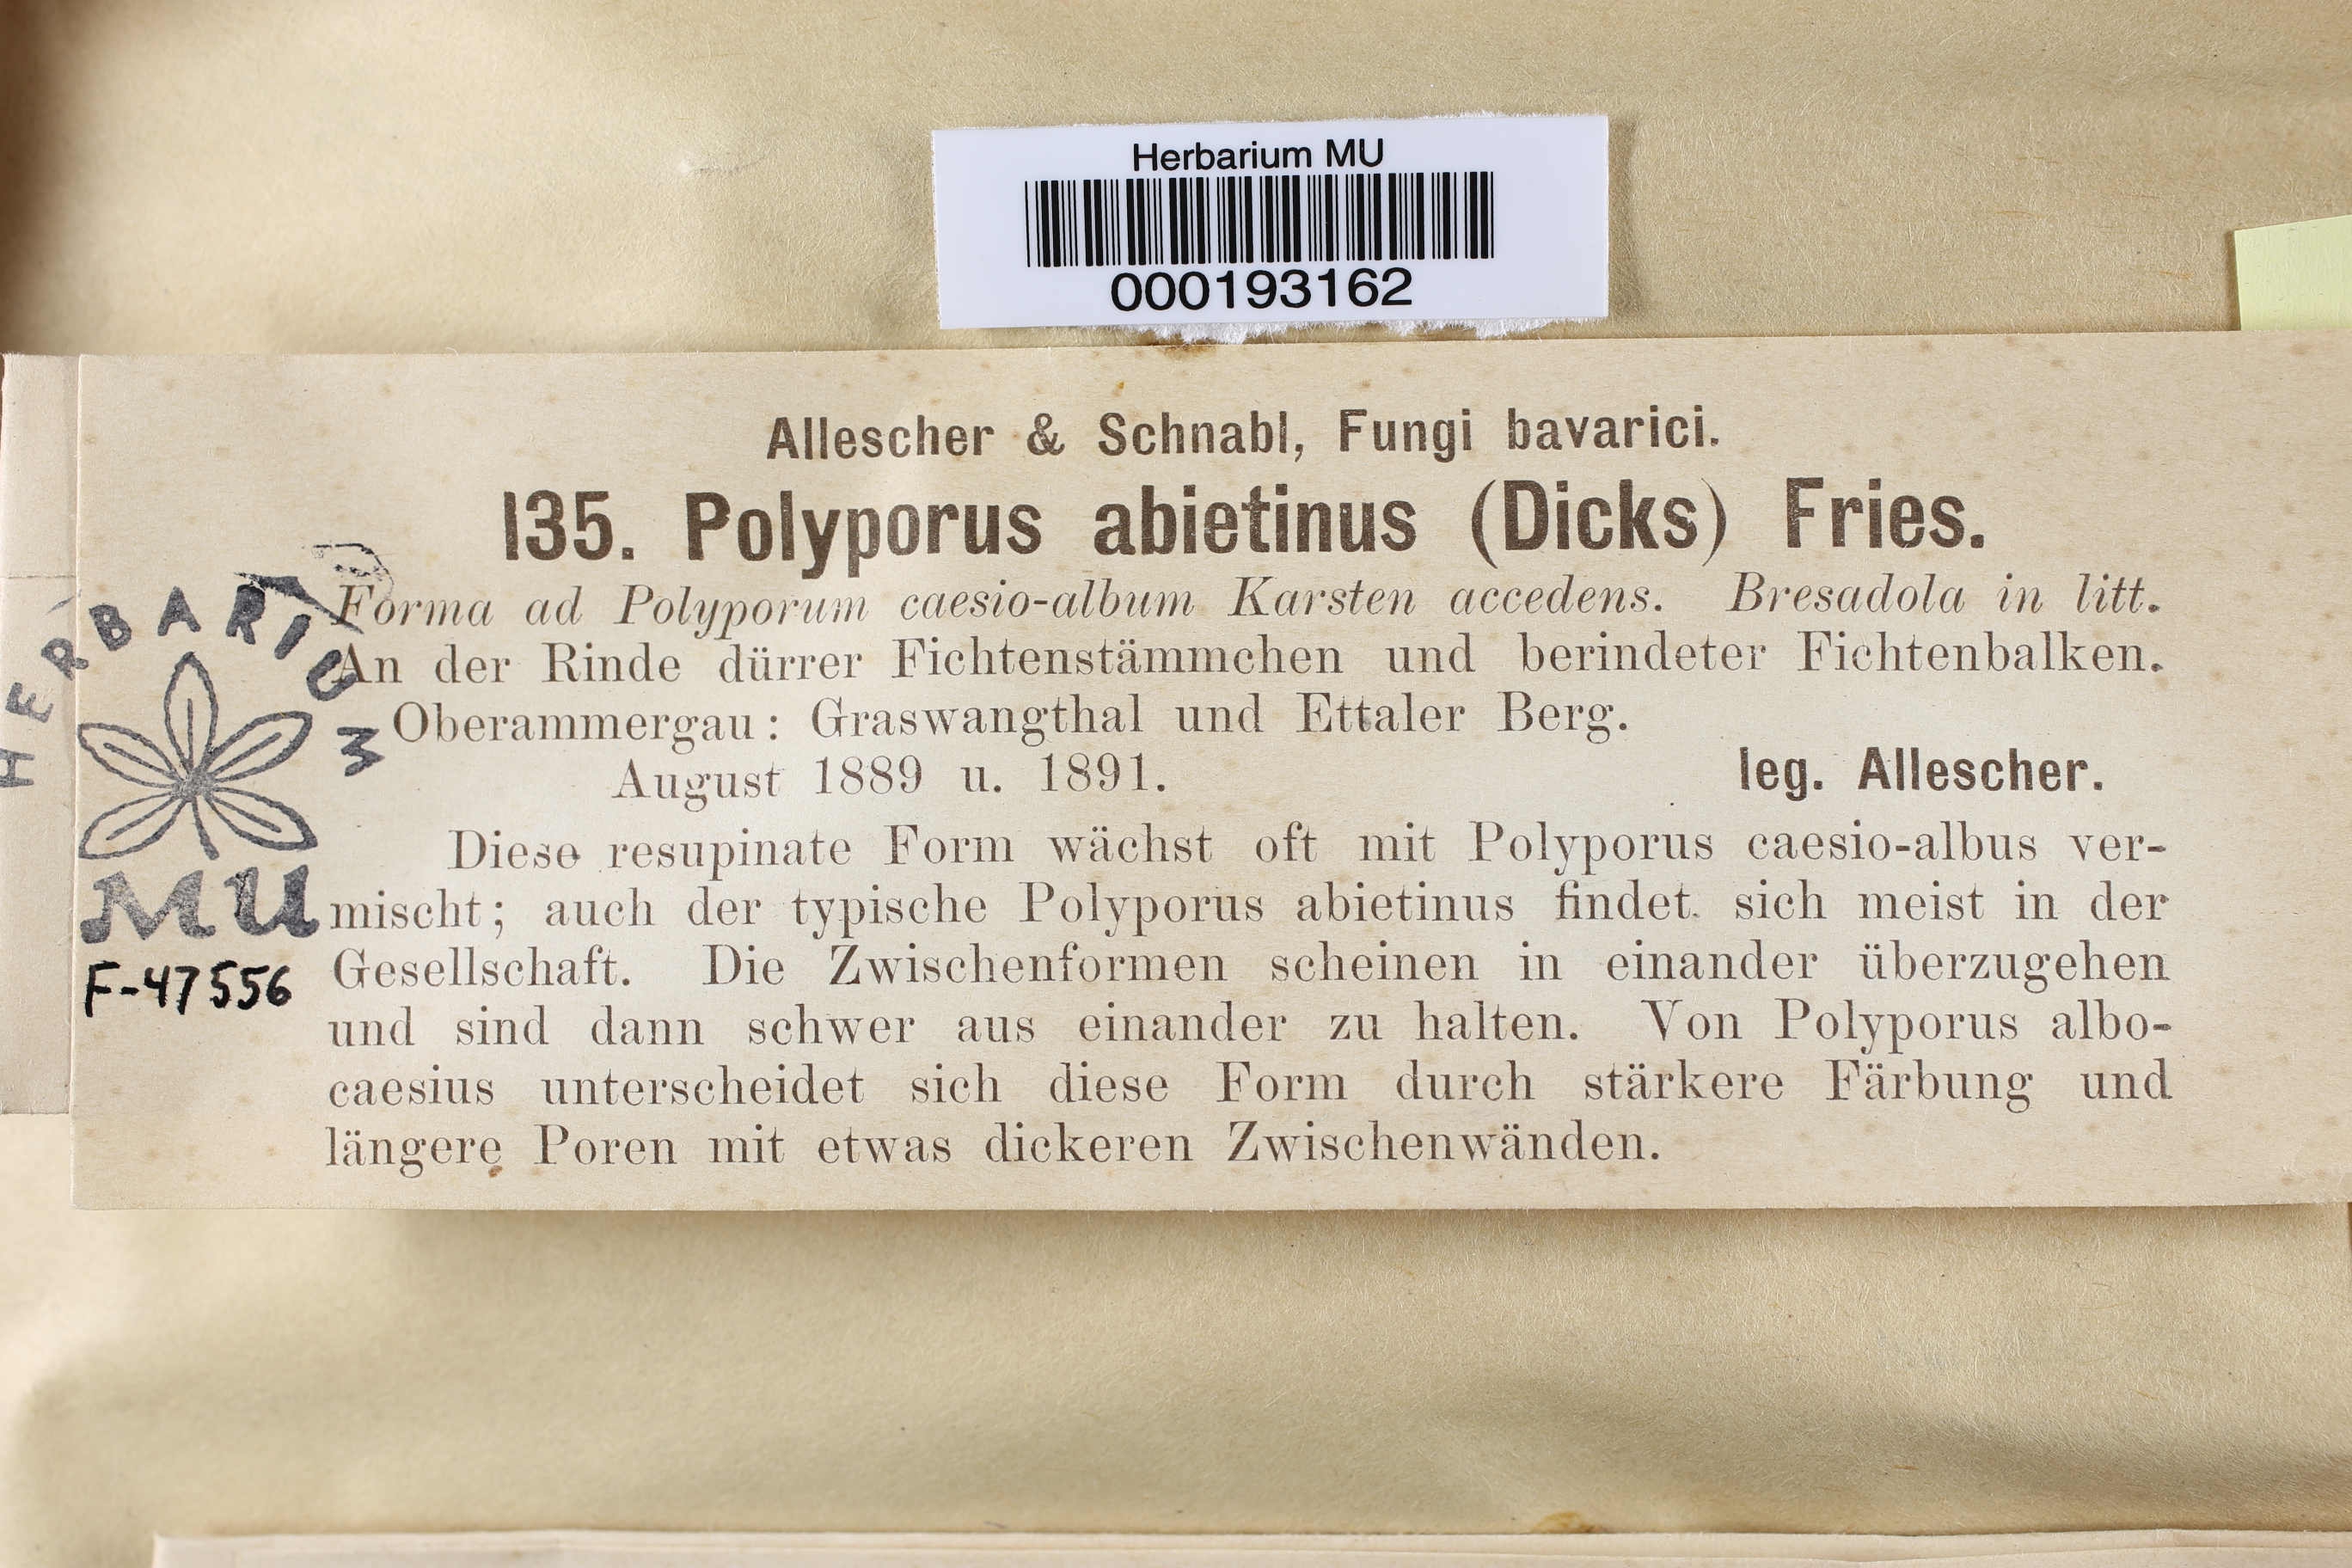 Herbarium MU
000193162
Allescher & Schnabl, Fungi bavarici.
135. Polyporus abietinus (Dicks) Fries.
Forma ad Polyporum caesio-album Karsten accedens. Bresadola in litt.
An der Rinde dürrer Fichtenstämmchen und berindeter Fichtenbalken.
Oberammergau: Graswangthal und Ettaler Berg.
August 1889 u. 1891. leg. Allescher.
Diese resupinate Form wächst oft mit Polyporus caesio-albus ver-
mischt; auch der typische Polyporus abietinus findet sich meist in der
Gesellschaft. Die Zwischenformen scheinen in einander überzugehen
und sind dann schwer aus einander zu halten. Von Polyporus albo-
caesius unterscheidet sich diese Form durch stärkere Färbung und
längere Poren mit etwas dickeren Zwischenwänden.
HERBARIUM
MU
F-47556